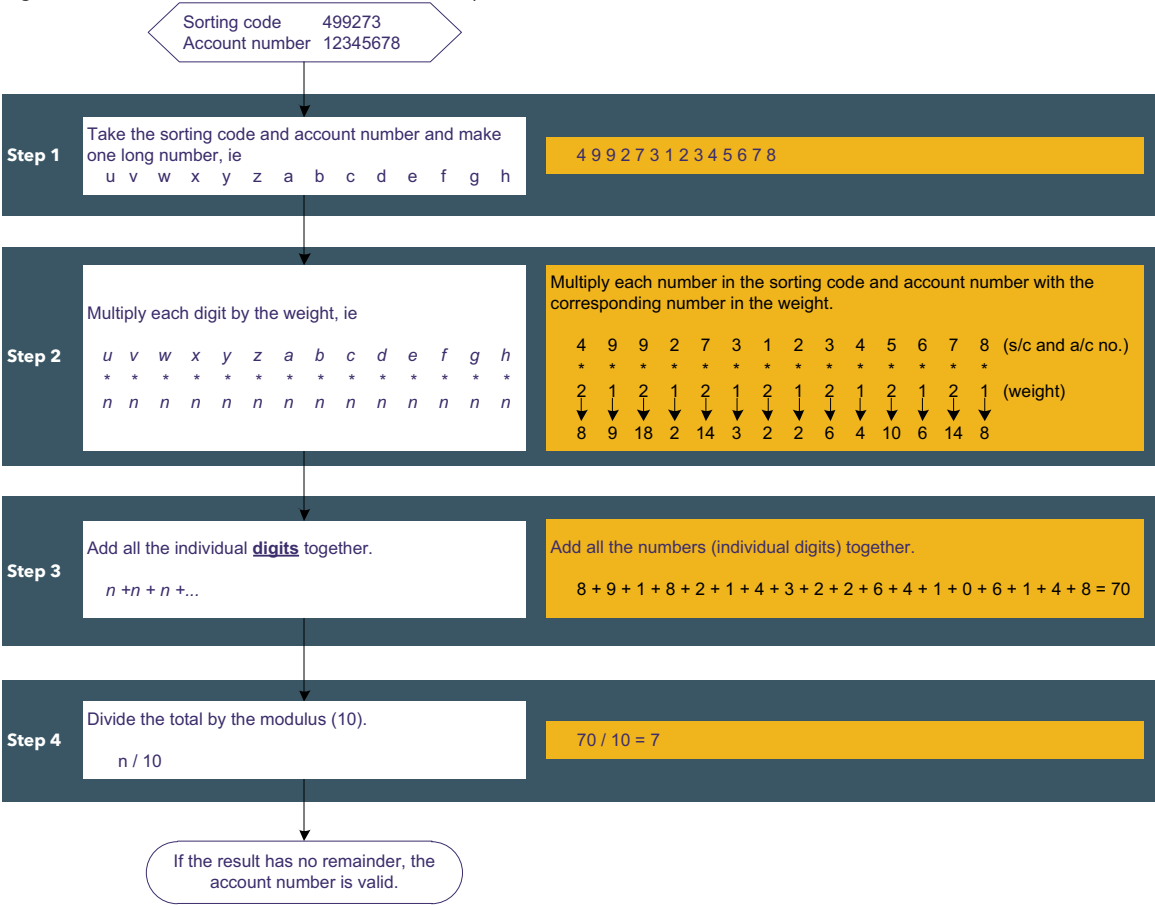 Sorting code 499273
Account number 12345678
Step 1
Take the sorting code and account number and make
one long number, ie
u v w x y z a b c d e f g h
4 9 9 2 7 3 1 2 3 4 5 6 7 8
Step 2
Multiply each digit by the weight, ie
u v w x y z a b c d e f g h
* * * * * * * * * * * * * *
n n n n n n n n n n n n n n
Multiply each number in the sorting code and account number with the
corresponding number in the weight.
4 9 9 2 7 3 1 2 3 4 5 6 7 8 (s/c and a/c no.)
* * * * * * * * * * * * * *
2 1 2 1 2 1 2 1 2 1 2 1 2 1 (weight)
8 9 18 2 14 3 2 2 6 4 10 6 14 8
Step 3
Add all the individual digits together.
n +n + n +...
Add all the numbers (individual digits) together.
8 + 9 + 1 + 8 + 2 + 1 + 4 + 3 + 2 + 2 + 6 + 4 + 1 + 0 + 6 + 1 + 4 + 8 = 70
Step 4
Divide the total by the modulus (10).
n / 10
70 / 10 = 7
If the result has no remainder, the
account number is valid.